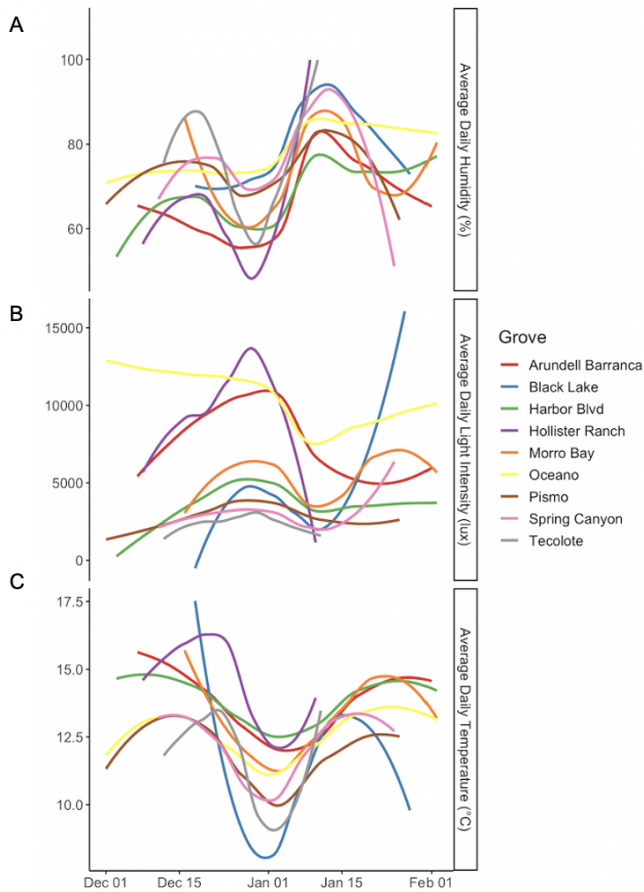 A
100
80
60
Average Daily Humidity (%)
B
15000
10000
5000
0
Average Daily Light Intensity (lux)
Grove
Arundell Barranca
Black Lake
Harbor Blvd
Hollister Ranch
Morro Bay
Oceano
Pismo
Spring Canyon
Tecolote
C
17.5
15.0
12.5
10.0
Average Daily Temperature (°C)
Dec 01 Dec 15 Jan 01 Jan 15 Feb 01